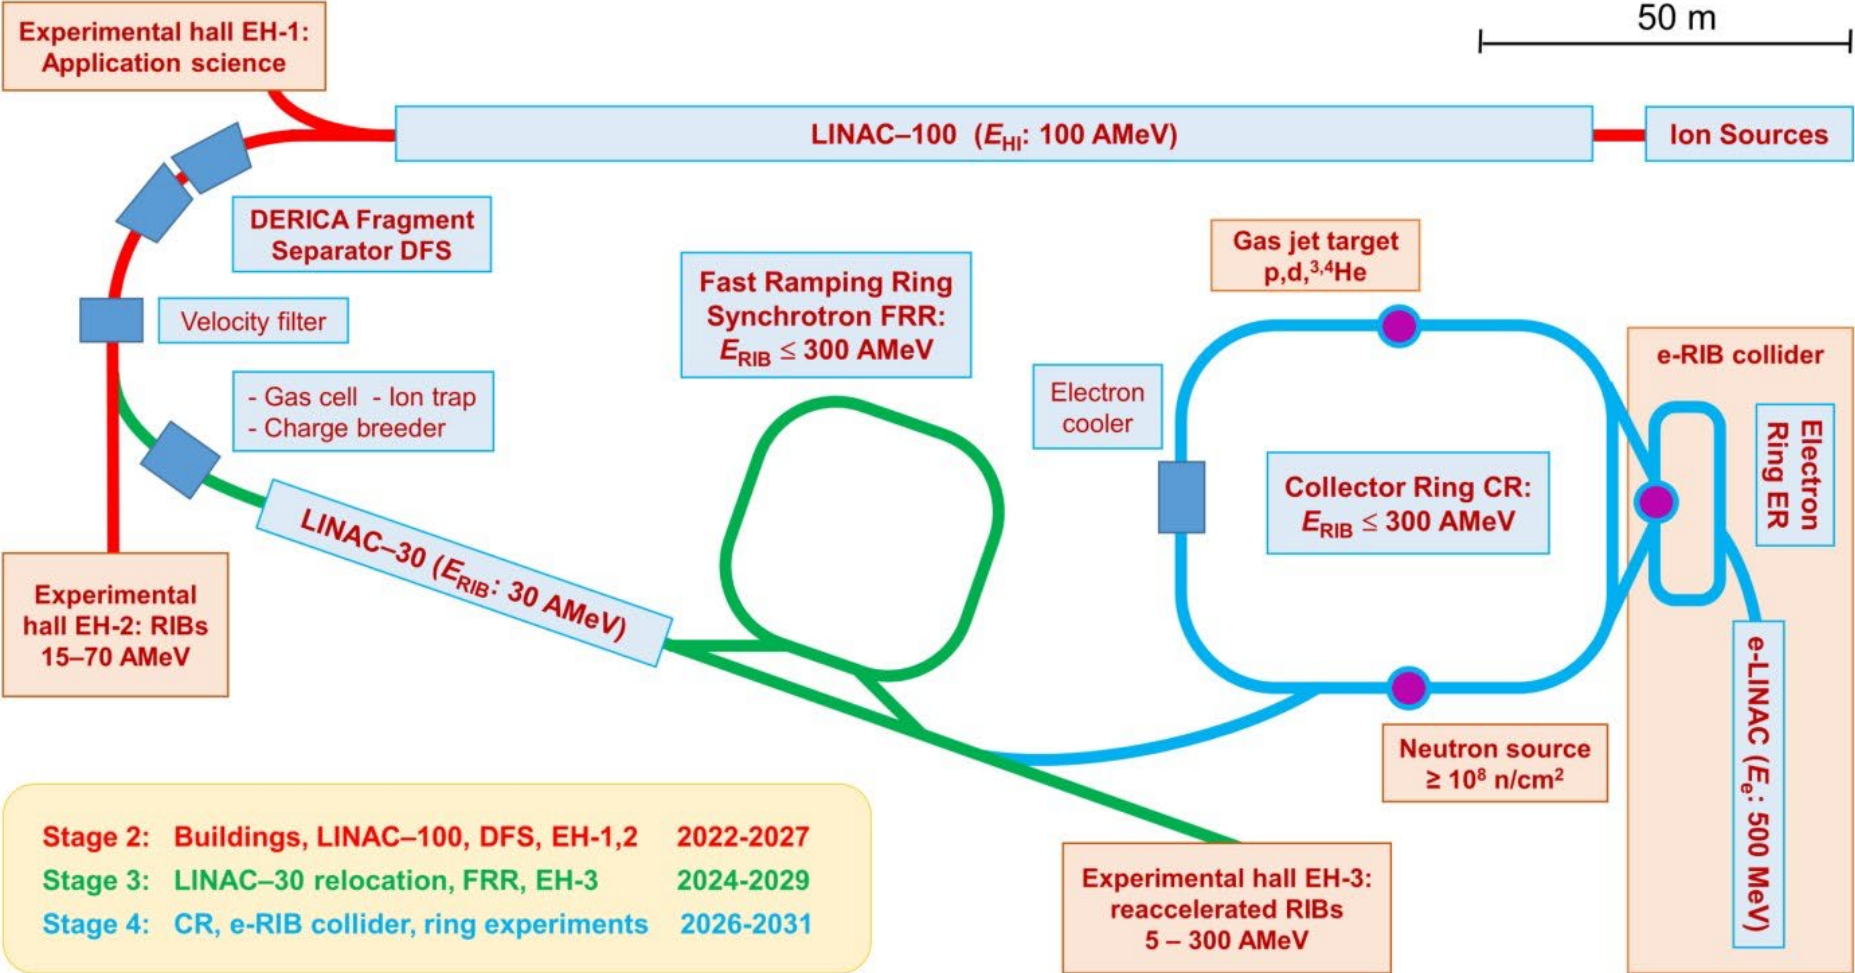 Experimental hall EH-1:
Application science
50 m
LINAC–100 (E_HI: 100 AMeV)
Ion Sources
DERICA Fragment
Separator DFS
Velocity filter
- Gas cell - Ion trap
- Charge breeder
Fast Ramping Ring
Synchrotron FRR:
E_RIB ≤ 300 AMeV
Gas jet target
p,d,³,⁴He
Electron
cooler
Collector Ring CR:
E_RIB ≤ 300 AMeV
e-RIB collider
Electron
Ring ER
LINAC–30 (E_RIB: 30 AMeV)
Experimental
hall EH-2: RIBs
15–70 AMeV
e-LINAC (E_e: 500 MeV)
Neutron source
≥ 10⁸ n/cm²
Stage 2: Buildings, LINAC–100, DFS, EH-1,2 2022-2027
Stage 3: LINAC–30 relocation, FRR, EH-3 2024-2029
Stage 4: CR, e-RIB collider, ring experiments 2026-2031
Experimental hall EH-3:
reaccelerated RIBs
5 – 300 AMeV